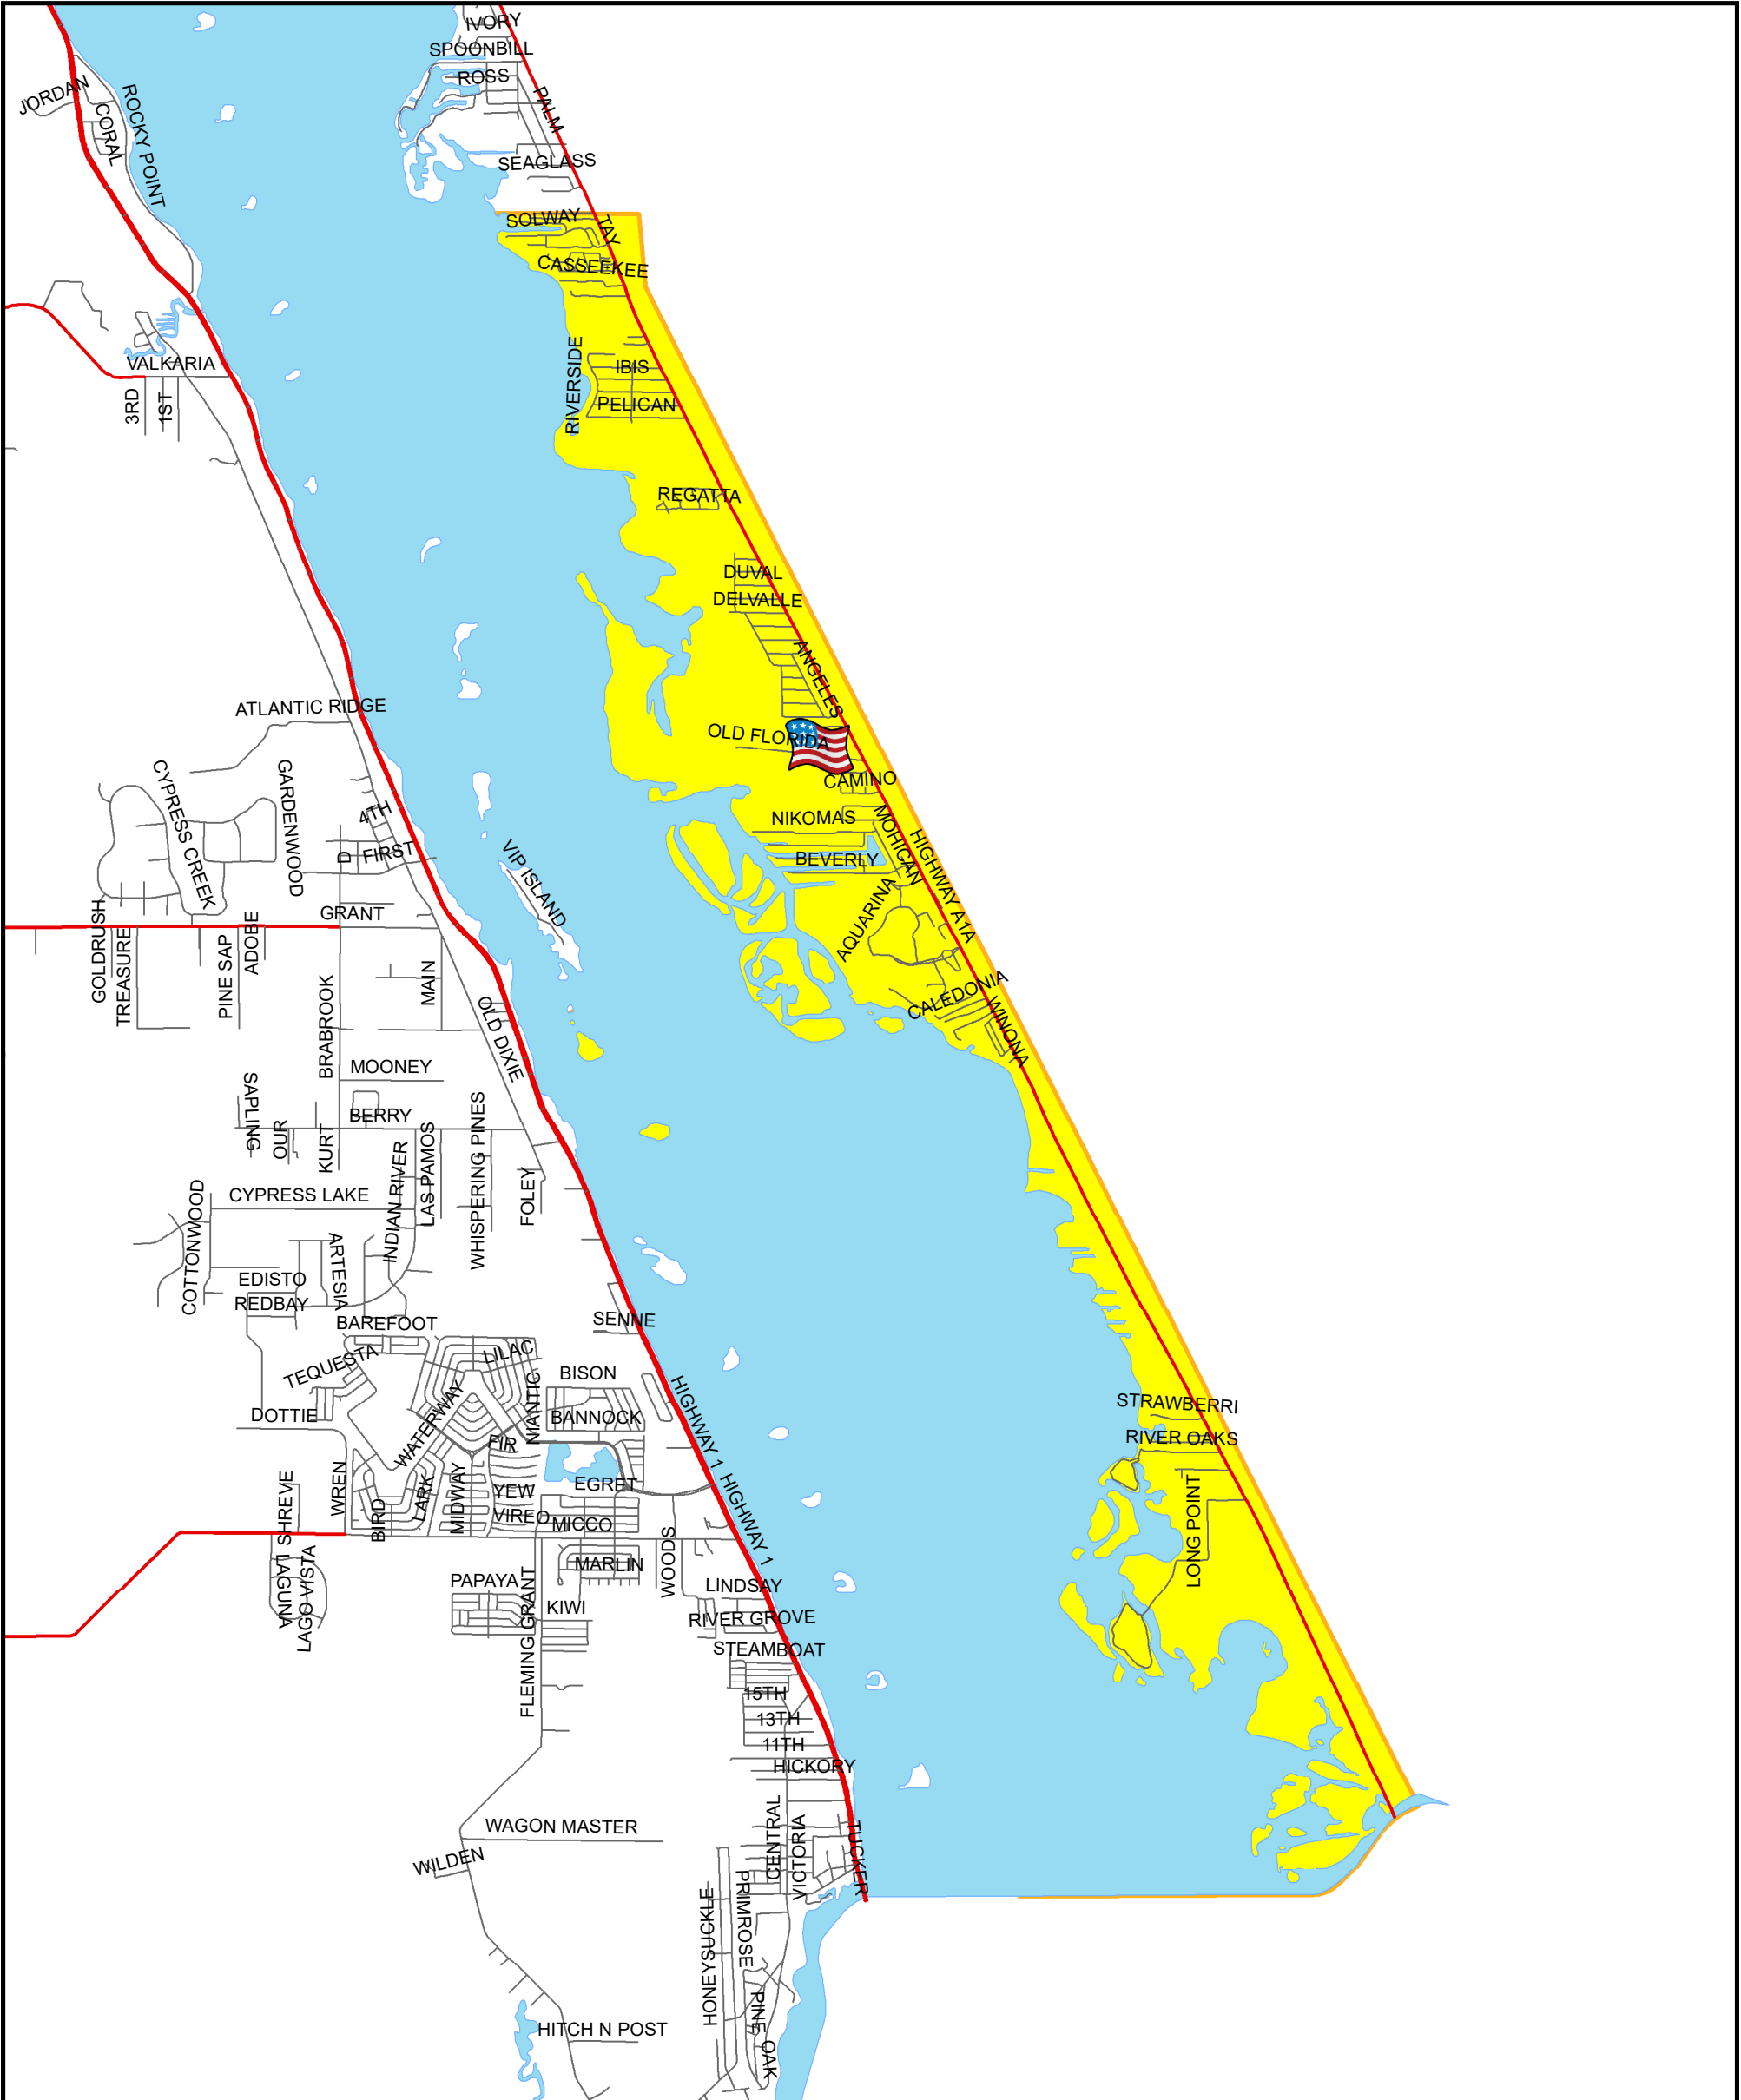 IVORY
SPOONBILL
ROSS
JORDAN
CORAL
ROCKY POINT
PALM
SEAGLASS
SOLWAY
TAY
CASSEEKEE
VALKARIA
3RD
1ST
RIVERSIDE
IBIS
PELICAN
REGATTA
DUVAL
DELVALLE
ANGELES
ATLANTIC RIDGE
OLD FLORIDA
CAMINO
CYPRESS CREEK
GARDENWOOD
4TH
D
FIRST
NIKOMAS
MOHICAN
BEVERLY
HIGHWAY A1A
VIP ISLAND
AQUARINA
GRANT
GOLDRUSH
TREASURE
PINE SAP
ADOBE
MAIN
BRABROOK
OLD DIXIE
CALEDONIA
WINONA
MOONEY
SAPLING
OUR
KURT
BERRY
INDIAN RIVER
LAS PAMOS
WHISPERING PINES
FOLEY
CYPRESS LAKE
COTTONWOOD
ARTESIA
EDISTO
REDBAY
BAREFOOT
SENNE
TEQUESTA
LILAC
BISON
NIANTIC
BANNOCK
DOTTIE
WATERWAY
FIR
HIGHWAY 1
HIGHWAY 1
STRAWBERRI
RIVER OAKS
LONG POINT
SHREVE
WREN
BIRD
LARK
MIDWAY
YEW
EGRET
VIREO
MICCO
WOODS
MARLIN
LAGUNA
LAGO VISTA
PAPAYA
FLEMING GRANT
KIWI
LINDSAY
RIVER GROVE
STEAMBOAT
15TH
13TH
11TH
HICKORY
WAGON MASTER
WILDEN
CENTRAL
VICTORIA
TUCKER
HONEYSUCKLE
PRIMROSE
PINE
OAK
HITCH N POST